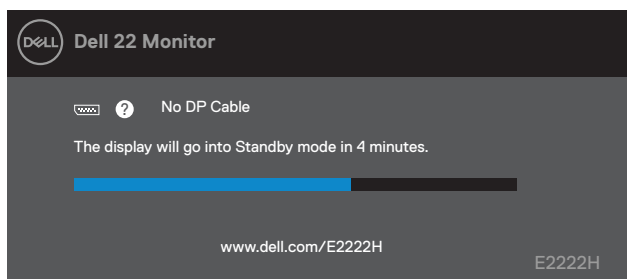 DELL Dell 22 Monitor
? No DP Cable
The display will go into Standby mode in 4 minutes.
www.dell.com/E2222H
E2222H